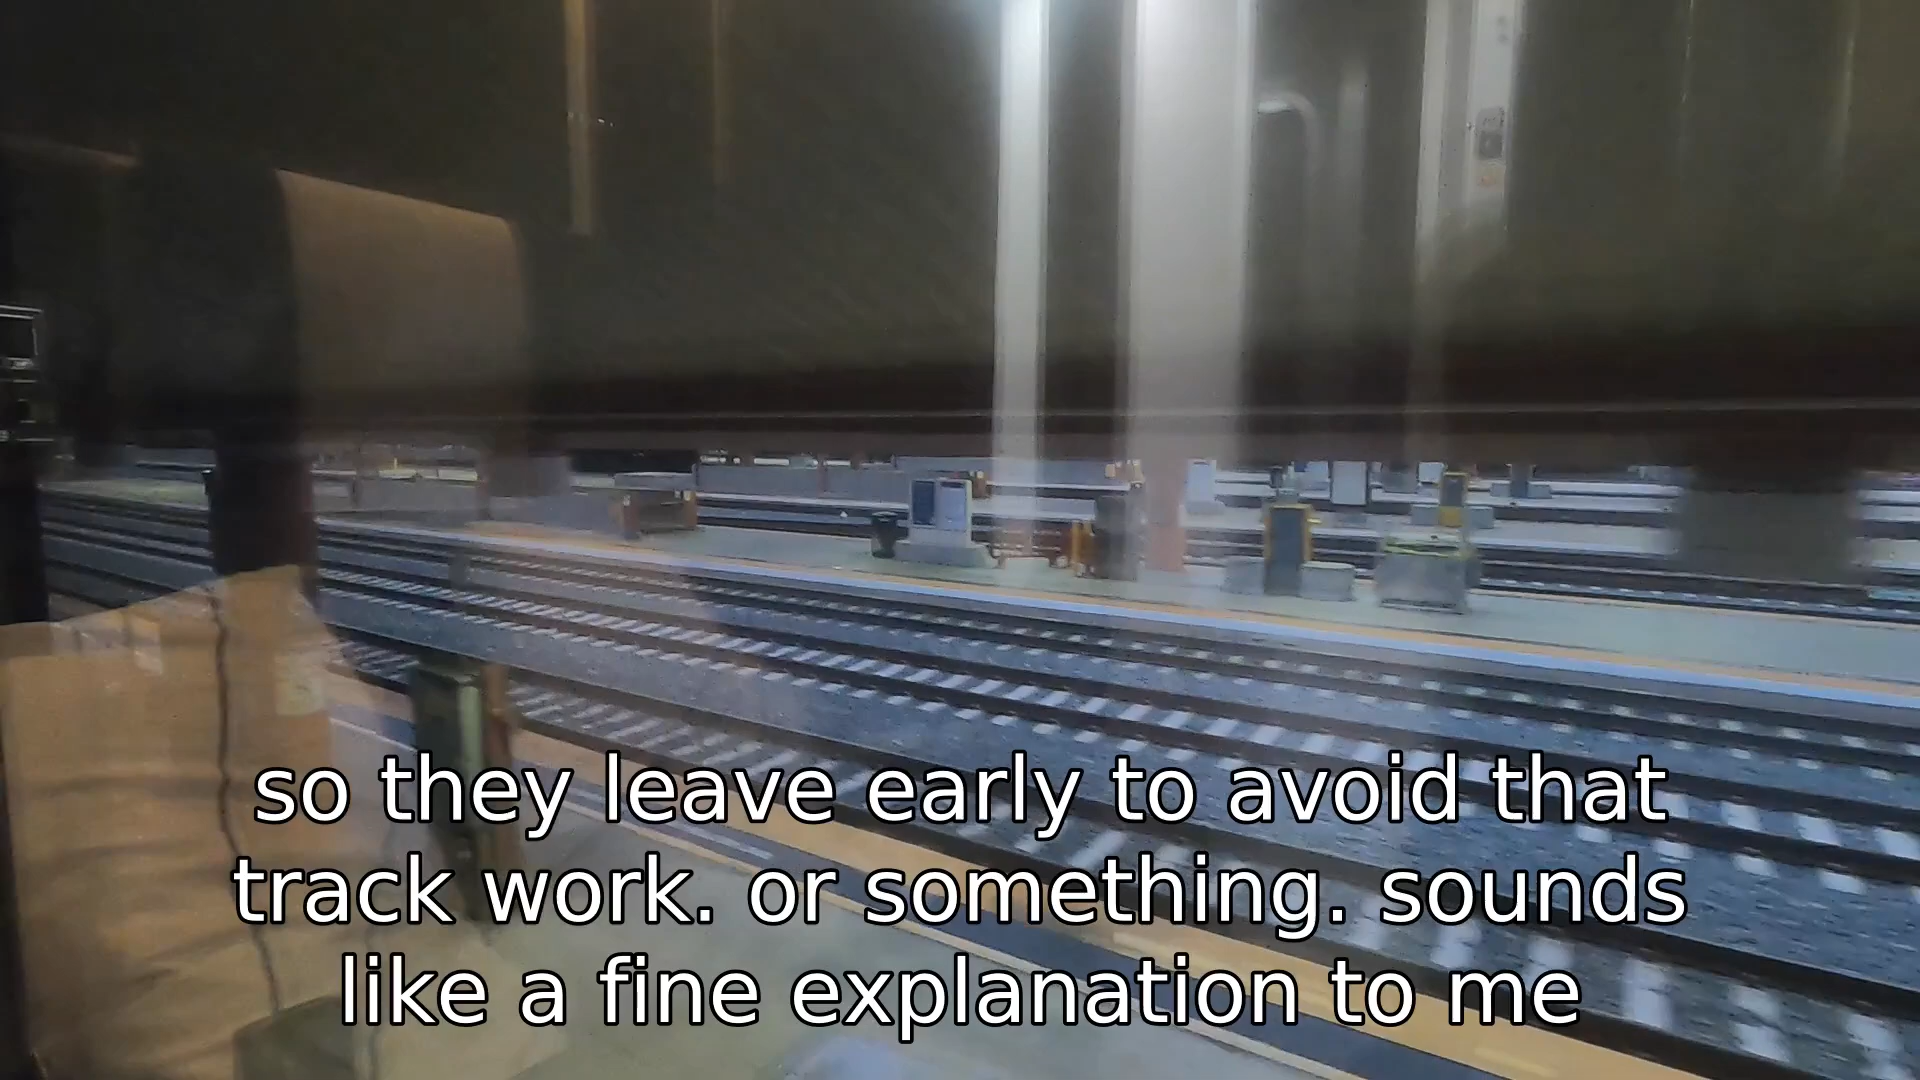 so they leave early to avoid that
track work. or something. sounds
like a fine explanation to me